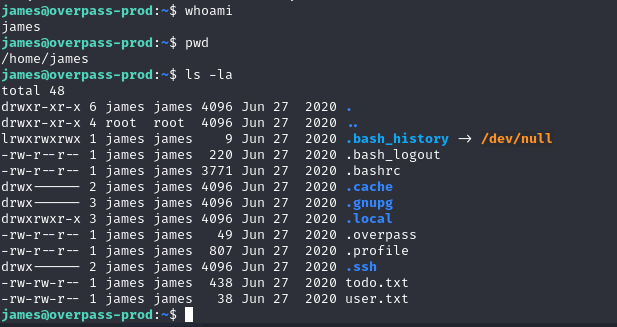 james@overpass-prod:~$ whoami
james
james@overpass-prod:~$ pwd
/home/james
james@overpass-prod:~$ ls -la
total 48
drwxr-xr-x 6 james james 4096 Jun 27  2020 .
drwxr-xr-x 4 root  root  4096 Jun 27  2020 ..
lrwxrwxrwx 1 james james    9 Jun 27  2020 .bash_history -> /dev/null
-rw-r--r-- 1 james james  220 Jun 27  2020 .bash_logout
-rw-r--r-- 1 james james 3771 Jun 27  2020 .bashrc
drwx------ 2 james james 4096 Jun 27  2020 .cache
drwx------ 3 james james 4096 Jun 27  2020 .gnupg
drwxrwxr-x 3 james james 4096 Jun 27  2020 .local
-rw-r--r-- 1 james james   49 Jun 27  2020 .overpass
-rw-r--r-- 1 james james  807 Jun 27  2020 .profile
drwx------ 2 james james 4096 Jun 27  2020 .ssh
-rw-rw-r-- 1 james james  438 Jun 27  2020 todo.txt
-rw-rw-r-- 1 james james   38 Jun 27  2020 user.txt
james@overpass-prod:~$